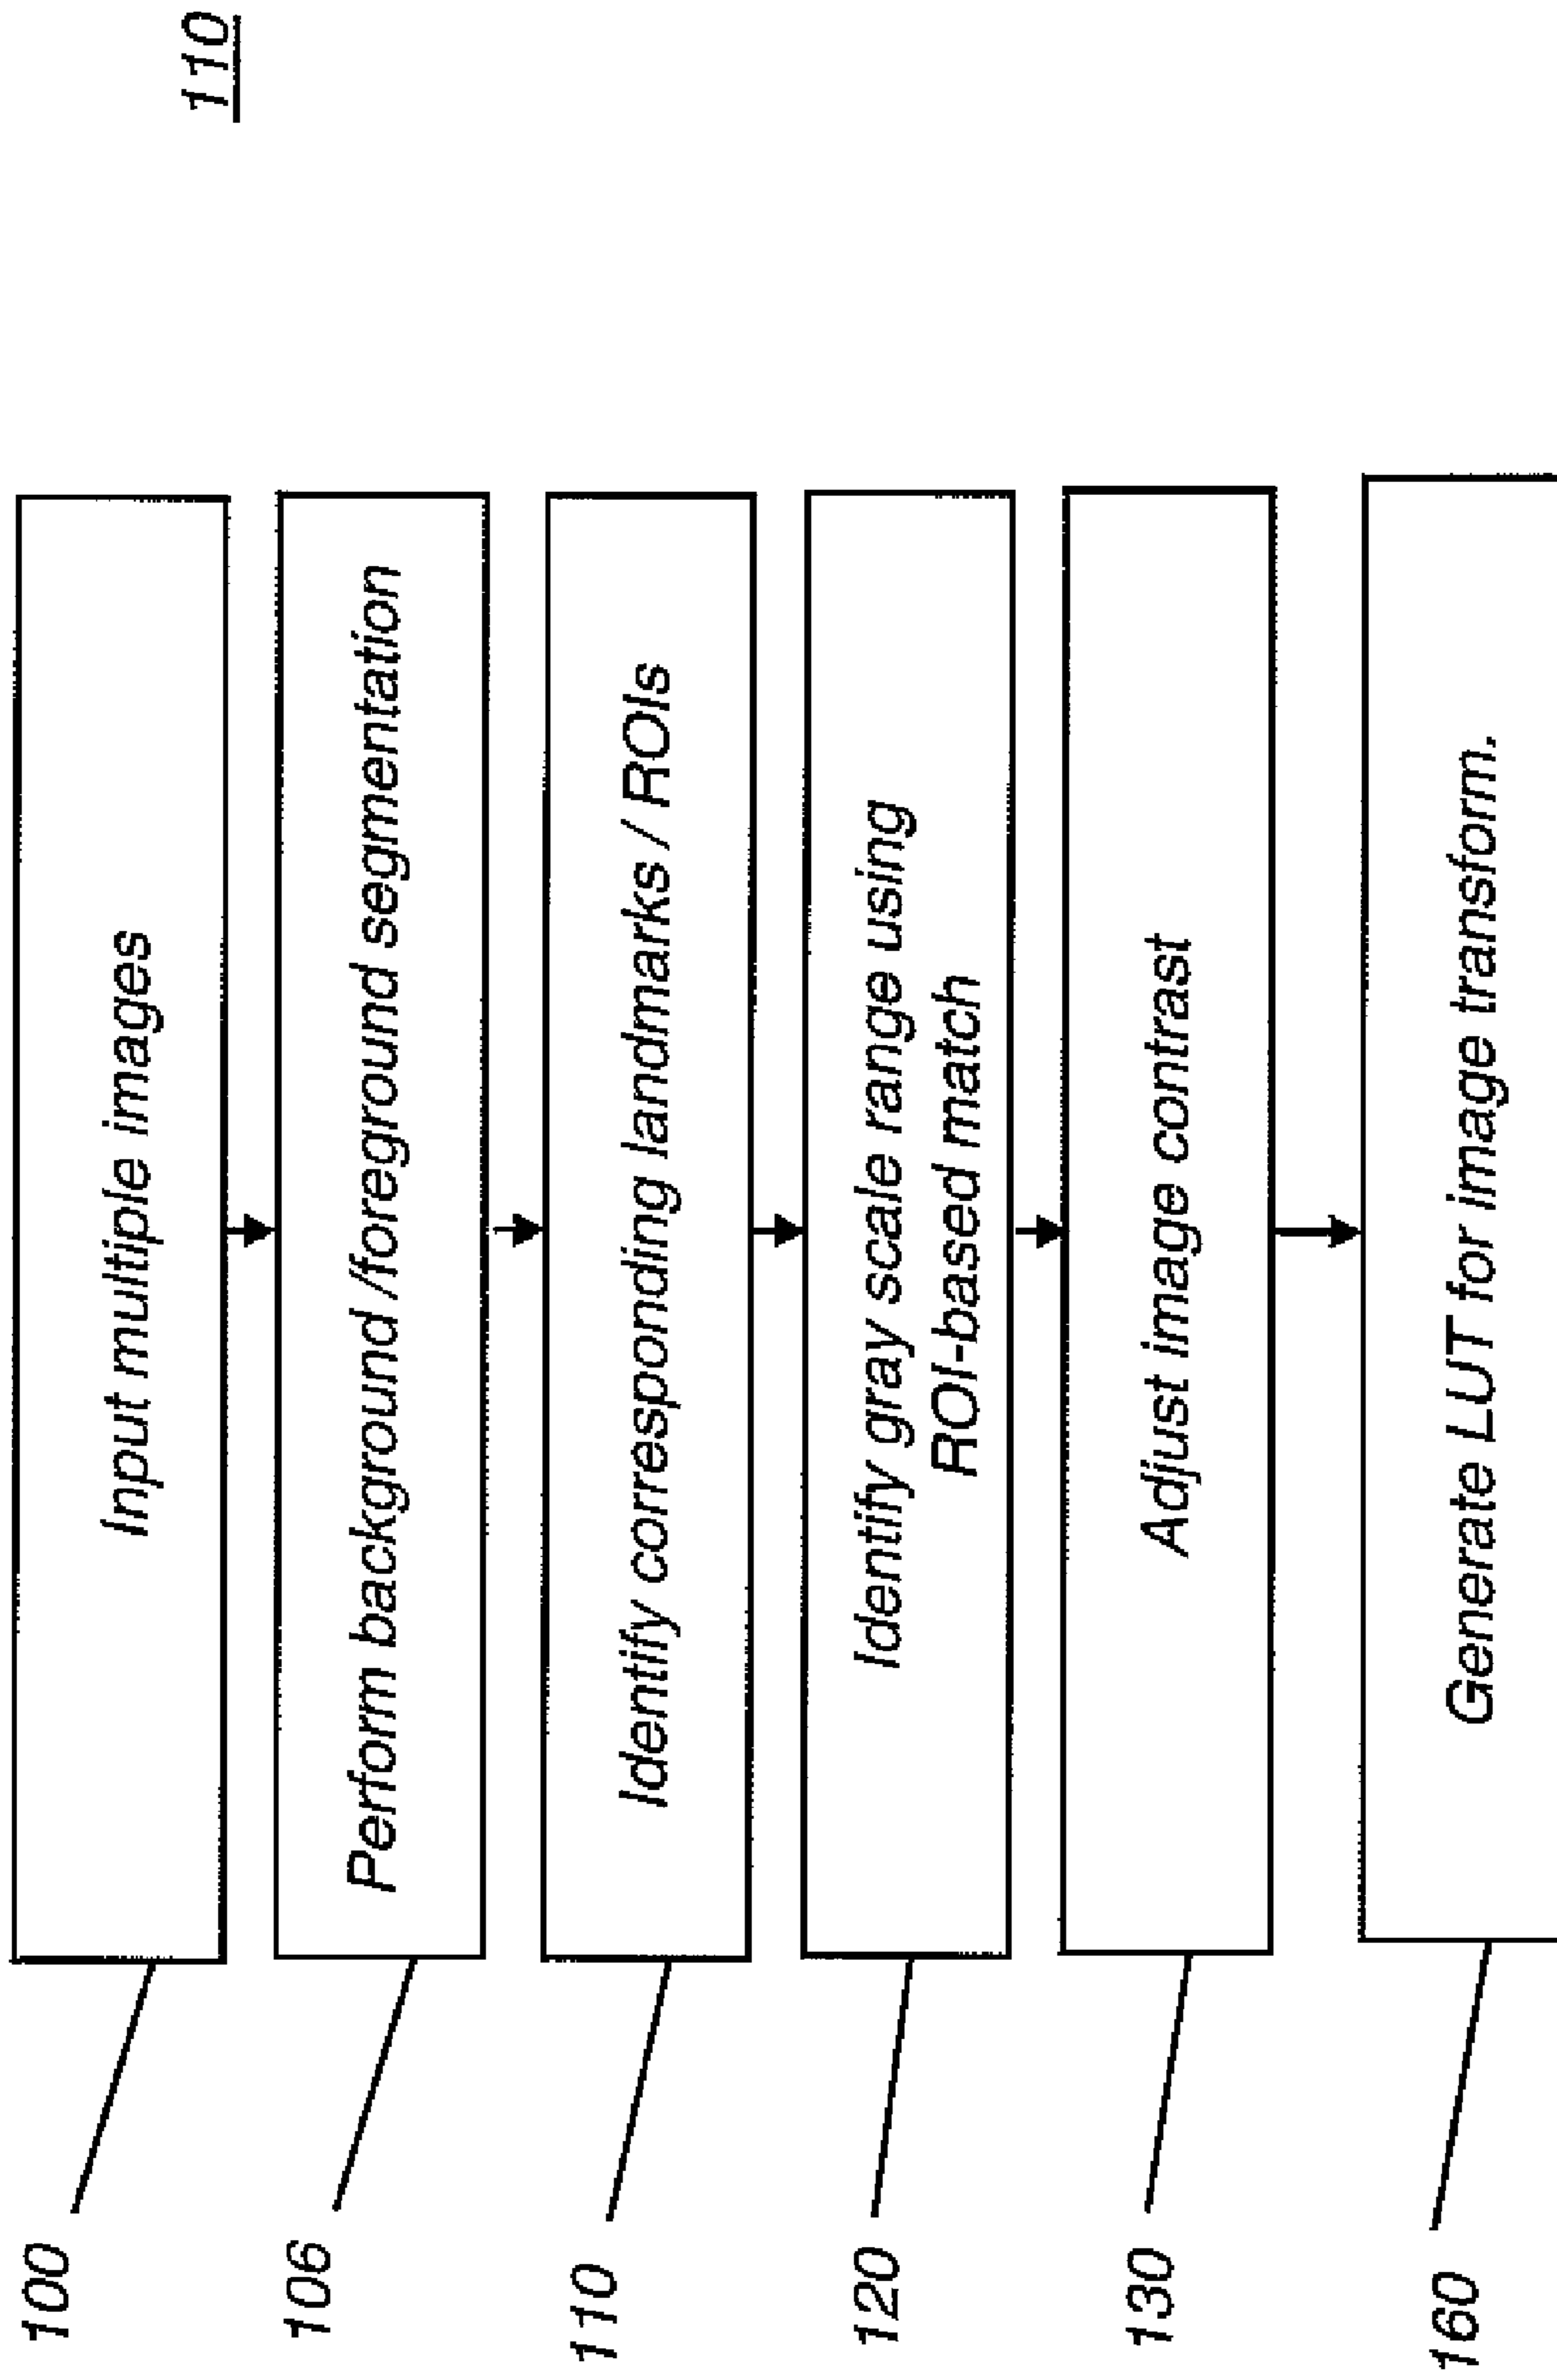 110
100
Input multiple images
106
Perform background /foreground segmentation
110
Identify corresponding landmarks / ROIs
120
Identify gray scale range using
ROI-based match
130
Adjust image contrast
160
Generate LUT for image transform.